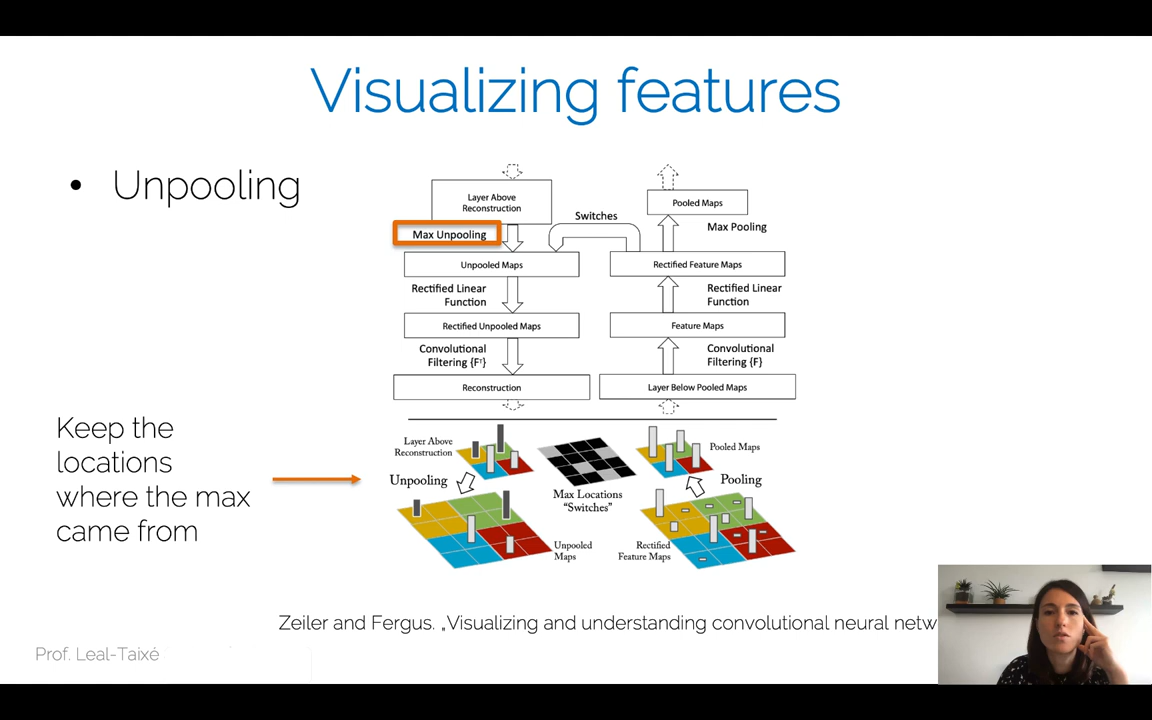 Visualizing features
• Unpooling
Layer Above
Reconstruction
Max Unpooling
Unpooled Maps
Rectified Linear
Function
Rectified Unpooled Maps
Convolutional
Filtering {Fᵀ}
Reconstruction
Switches
Pooled Maps
Max Pooling
Rectified Feature Maps
Rectified Linear
Function
Feature Maps
Convolutional
Filtering {F}
Layer Below Pooled Maps
Keep the
locations
where the max
came from
Layer Above
Reconstruction
Unpooling
Max Locations
“Switches”
Unpooled
Maps
Pooled Maps
Pooling
Rectified
Feature Maps
Zeiler and Fergus. „Visualizing and understanding convolutional neural netw
Prof. Leal-Taixé